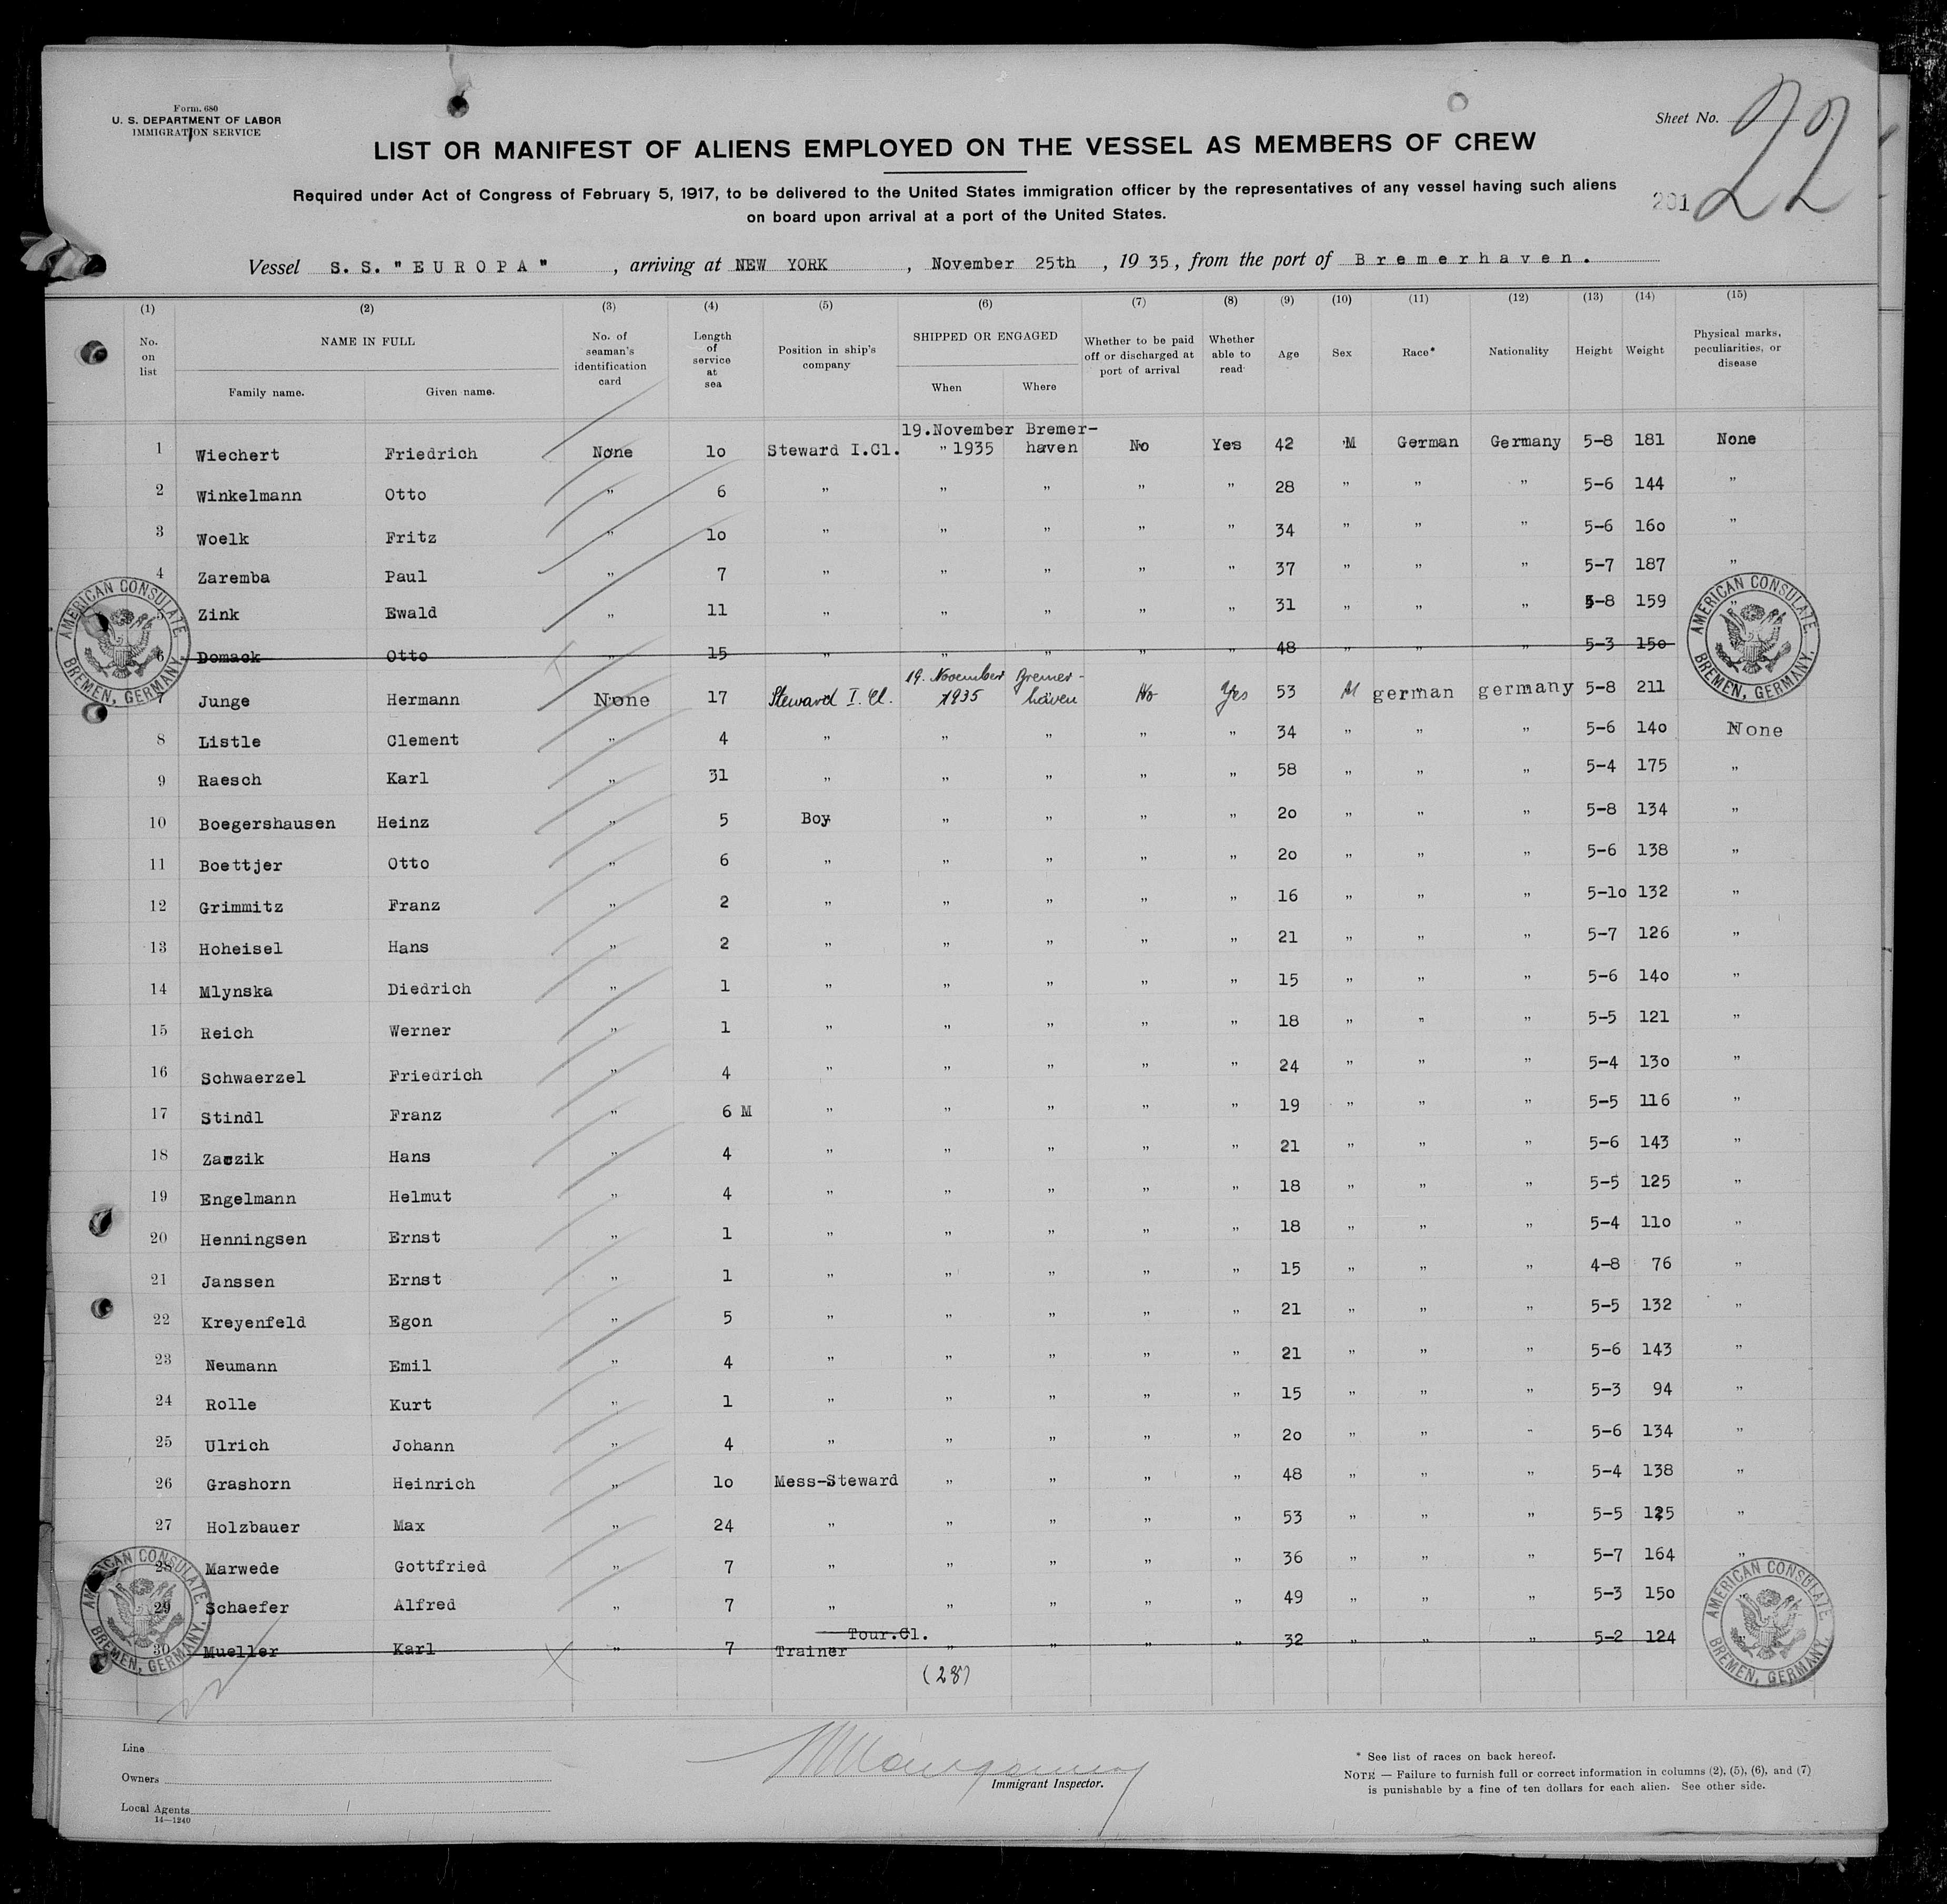 Form. 680
U. S. DEPARTMENT OF LABOR
IMMIGRATION SERVICE
Sheet No. 22
201
LIST OR MANIFEST OF ALIENS EMPLOYED ON THE VESSEL AS MEMBERS OF CREW
Required under Act of Congress of February 5, 1917, to be delivered to the United States immigration officer by the representatives of any vessel having such aliens
on board upon arrival at a port of the United States.
Vessel S. S. "EUROPA" , arriving at NEW YORK , November 25th , 1935, from the port of Bremerhaven.
(1) (2) (3) (4) (5) (6) (7) (8) (9) (10) (11) (12) (13) (14) (15)
No. on list NAME IN FULL Family name. Given name. No. of seaman's identification card Length of service at sea Position in ship's company SHIPPED OR ENGAGED When Where Whether to be paid off or discharged at port of arrival Whether able to read Age Sex Race* Nationality Height Weight Physical marks, peculiarities, or disease
1 Wiechert Friedrich None 10 Steward I.Cl. 19.November " 1935 Bremer-haven No Yes 42 M German Germany 5-8 181 None
2 Winkelmann Otto " 6 " " " " " 28 " " " 5-6 144 "
3 Woelk Fritz " 10 " " " " " 34 " " " 5-6 160 "
4 Zaremba Paul " 7 " " " " " 37 " " " 5-7 187 "
5 Zink Ewald " 11 " " " " " 31 " " " 5-8 159 "
6 Domack Otto " 15 " " " " " 48 " " " 5-3 150
7 Junge Hermann None 17 Steward I. Cl. 19. November 1935 Bremer-haven No Yes 53 M german germany 5-8 211
8 Listle Clement " 4 " " " " " 34 " " " 5-6 140 None
9 Raesch Karl " 31 " " " " " 58 " " " 5-4 175 "
10 Boegershausen Heinz " 5 Boy " " " " 20 " " " 5-8 134 "
11 Boettjer Otto " 6 " " " " " 20 " " " 5-6 138 "
12 Grimmitz Franz " 2 " " " " " 16 " " " 5-10 132 "
13 Hoheisel Hans " 2 " " " " " 21 " " " 5-7 126 "
14 Mlynska Diedrich " 1 " " " " " 15 " " " 5-6 140 "
15 Reich Werner " 1 " " " " " 18 " " " 5-5 121 "
16 Schwaerzel Friedrich " 4 " " " " " 24 " " " 5-4 130 "
17 Stindl Franz " 6 M " " " " " 19 " " " 5-5 116 "
18 Zaczik Hans " 4 " " " " " 21 " " " 5-6 143 "
19 Engelmann Helmut " 4 " " " " " 18 " " " 5-5 125 "
20 Henningsen Ernst " 1 " " " " " 18 " " " 5-4 110 "
21 Janssen Ernst " 1 " " " " " 15 " " " 4-8 76 "
22 Kreyenfeld Egon " 5 " " " " " 21 " " " 5-5 132 "
23 Neumann Emil " 4 " " " " " 21 " " " 5-6 143 "
24 Rolle Kurt " 1 " " " " " 15 " " " 5-3 94 "
25 Ulrich Johann " 4 " " " " " 20 " " " 5-6 134 "
26 Grashorn Heinrich " 10 Mess-Steward " " " " 48 " " " 5-4 138 "
27 Holzbauer Max " 24 " " " " " 53 " " " 5-5 125 "
28 Marwede Gottfried " 7 " " " " " 36 " " " 5-7 164 "
29 Schaefer Alfred " 7 " " " " " 49 " " " 5-3 150
30 Mueller Karl " 7 Tour.Cl. Trainer " " " " 32 " " " 5-2 124 "
(28)
AMERICAN CONSULATE. BREMEN, GERMANY.
AMERICAN CONSULATE. BREMEN, GERMANY.
AMERICAN CONSULATE. BREMEN, GERMANY.
AMERICAN CONSULATE. BREMEN, GERMANY.
Line
Owners
Local Agents
14—1240
Immigrant Inspector.
* See list of races on back hereof.
NOTE — Failure to furnish full or correct information in columns (2), (5), (6), and (7)
is punishable by a fine of ten dollars for each alien. See other side.